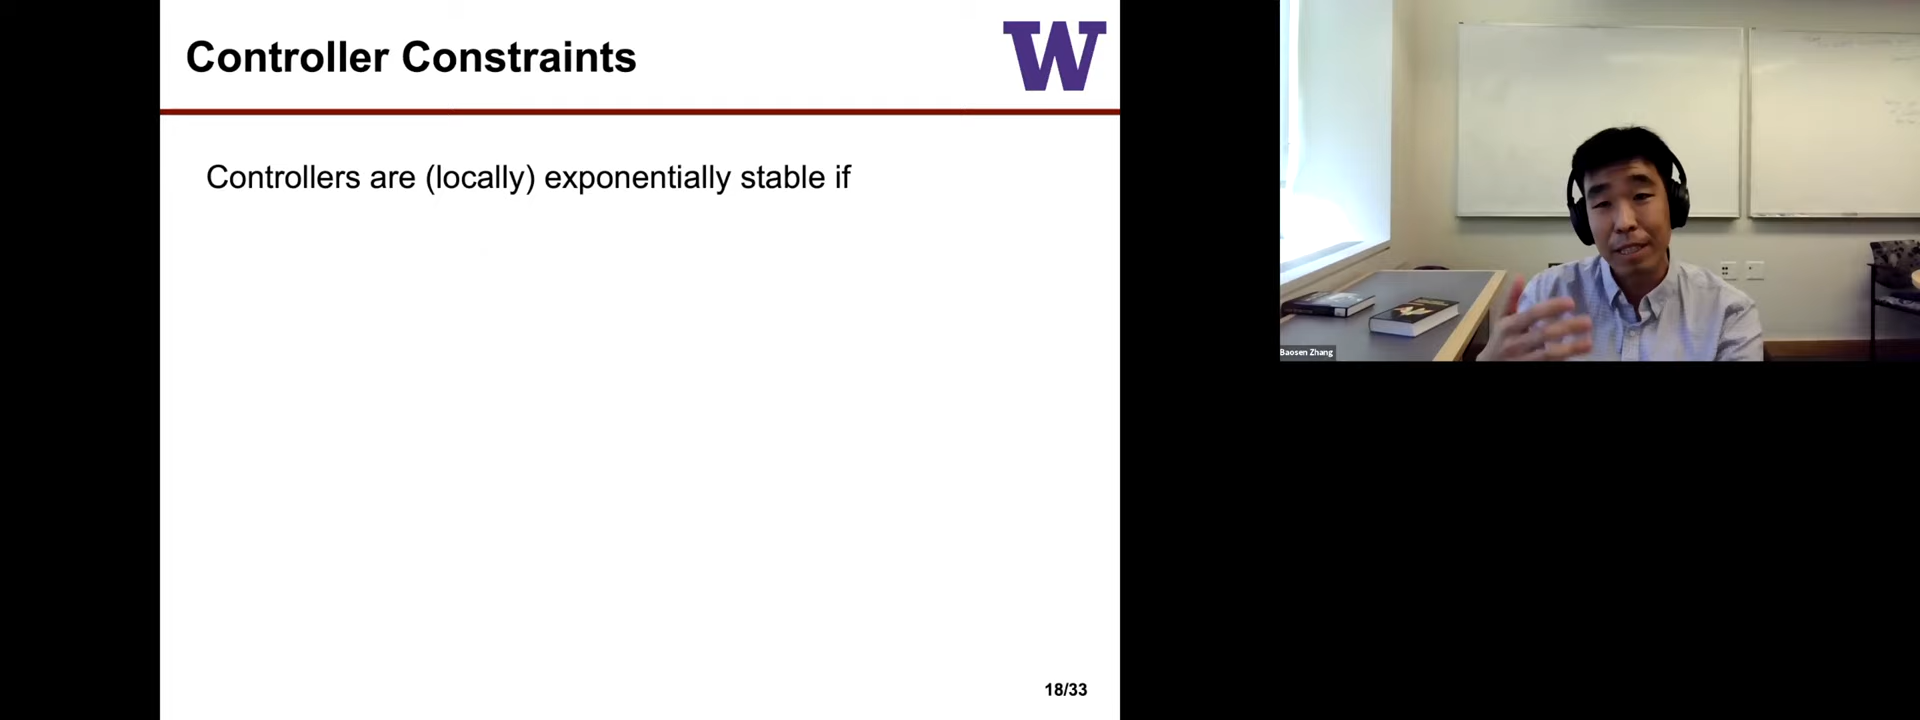 Controller Constraints
W
Controllers are (locally) exponentially stable if
18/33
Baosen Zhang